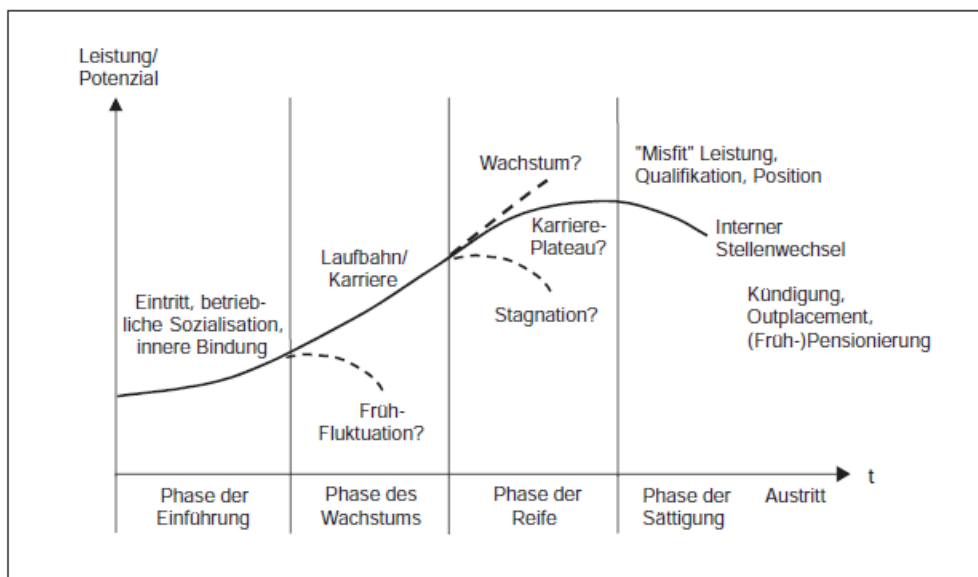 Leistung/
Potenzial
"Misfit" Leistung,
Qualifikation, Position
Wachstum?
Karriere-
Plateau?
Interner
Stellenwechsel
Laufbahn/
Karriere
Eintritt, betrieb-
liche Sozialisation,
innere Bindung
Stagnation?
Kündigung,
Outplacement,
(Früh-)Pensionierung
Früh-
Fluktuation?
t
Phase der
Einführung
Phase des
Wachstums
Phase der
Reife
Phase der
Sättigung
Austritt